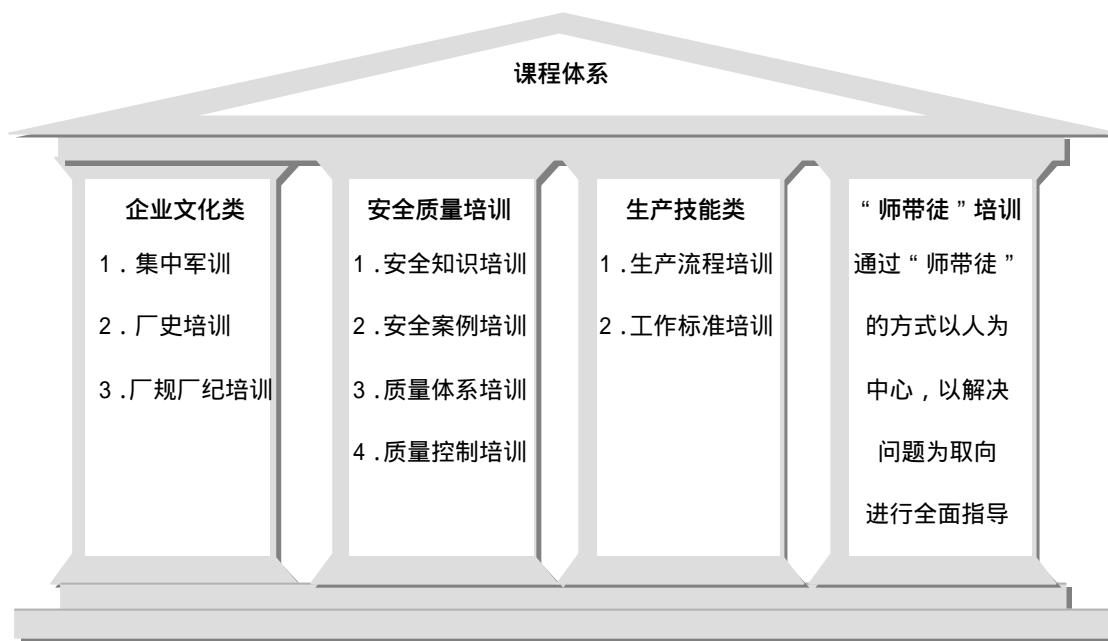 课程体系
企业文化类
1.集中军训
2.厂史培训
3.厂规厂纪培训
安全质量培训
1.安全知识培训
2.安全案例培训
3.质量体系培训
4.质量控制培训
生产技能类
1.生产流程培训
2.工作标准培训
“师带徒”培训
通过“师带徒”
的方式以人为
中心,以解决
问题为取向
进行全面指导